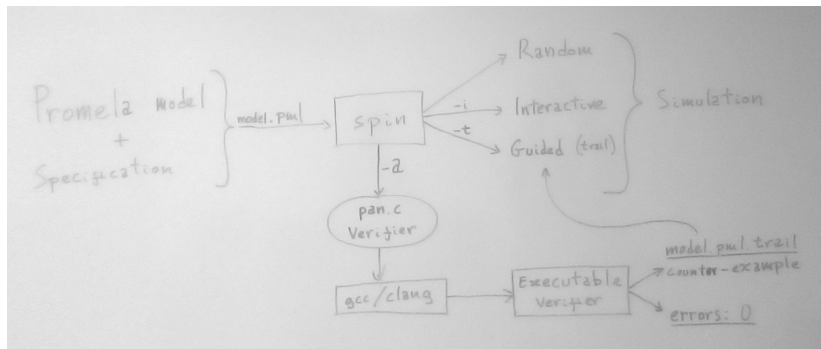 Promela model
+
Specification
model.pml
spin
-i
-t
Random
Interactive
Guided (trail)
Simulation
-a
pan.c
Verifier
gcc/clang
Executable
Verifier
model.pml.trail
counter-example
errors: 0